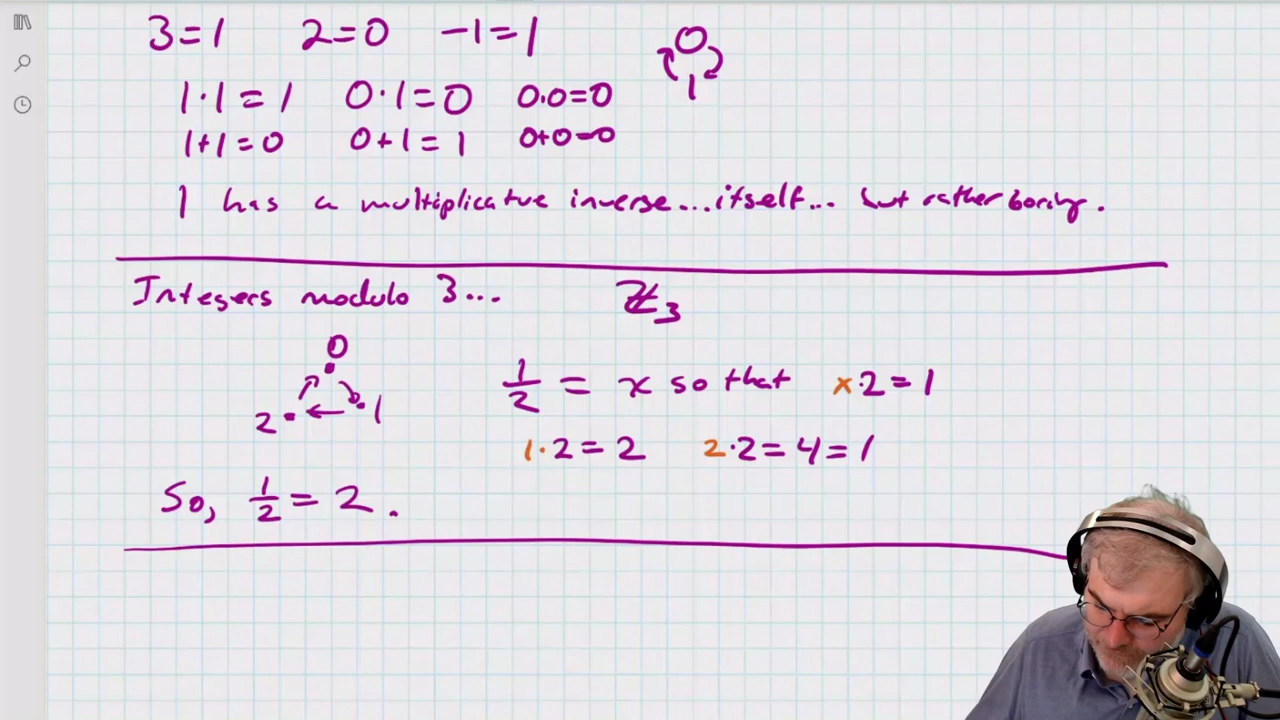 3=1 2=0 -1=1
0
1
1·1=1 0·1=0 0·0=0
1+1=0 0+1=1 0+0=0
1 has a multiplicative inverse...itself... but rather boring.
Integers modulo 3... ℤ₃
0
1
2
1/2 = x so that x·2=1
1·2=2 2·2=4=1
So, 1/2 = 2.